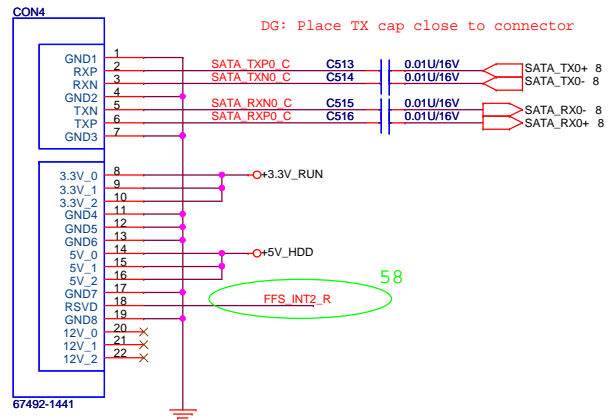 CON4
DG: Place TX cap close to connector
GND1 1
RXP 2 SATA_TXP0_C C513 0.01U/16V SATA_TX0+ 8
RXN 3 SATA_TXN0_C C514 0.01U/16V SATA_TX0- 8
GND2 4
TXN 5 SATA_RXN0_C C515 0.01U/16V SATA_RX0- 8
TXP 6 SATA_RXP0_C C516 0.01U/16V SATA_RX0+ 8
GND3 7
3.3V_0 8 +3.3V_RUN
3.3V_1 9
3.3V_2 10
GND4 11
GND5 12
GND6 13
5V_0 14 +5V_HDD
5V_1 15
5V_2 16 58
GND7 17
RSVD 18 FFS_INT2_R
GND8 19
12V_0 20
12V_1 21
12V_2 22
67492-1441